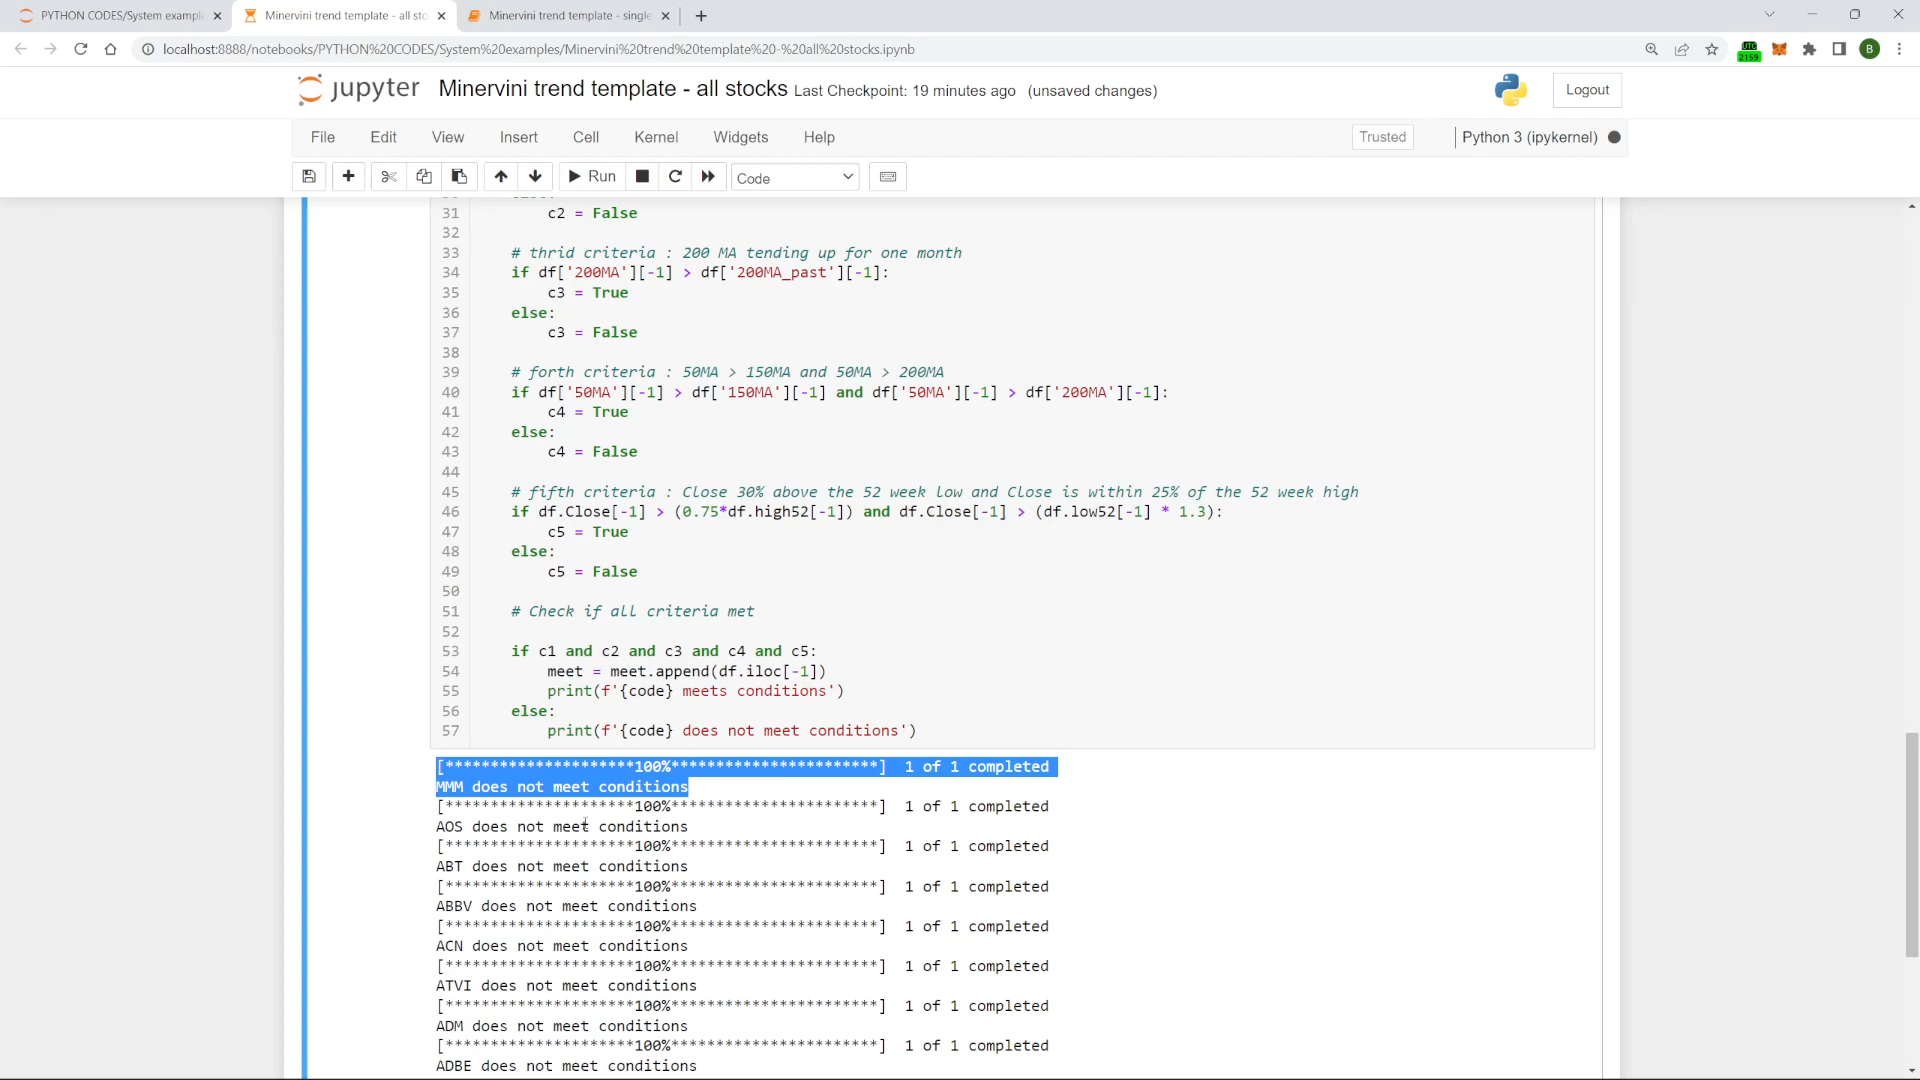 PYTHON CODES/System exampl
Minervini trend template - all sto
Minervini trend template - single
localhost:8888/notebooks/PYTHON%20CODES/System%20examples/Minervini%20trend%20template%20-%20all%20stocks.ipynb
UTC
2159
B
jupyter Minervini trend template - all stocks Last Checkpoint: 19 minutes ago (unsaved changes)
Logout
File Edit View Insert Cell Kernel Widgets Help
Trusted
Python 3 (ipykernel)
Run
Code
31 c2 = False
32
33 # thrid criteria : 200 MA tending up for one month
34 if df['200MA'][-1] > df['200MA_past'][-1]:
35 c3 = True
36 else:
37 c3 = False
38
39 # forth criteria : 50MA > 150MA and 50MA > 200MA
40 if df['50MA'][-1] > df['150MA'][-1] and df['50MA'][-1] > df['200MA'][-1]:
41 c4 = True
42 else:
43 c4 = False
44
45 # fifth criteria : Close 30% above the 52 week low and Close is within 25% of the 52 week high
46 if df.Close[-1] > (0.75*df.high52[-1]) and df.Close[-1] > (df.low52[-1] * 1.3):
47 c5 = True
48 else:
49 c5 = False
50
51 # Check if all criteria met
52
53 if c1 and c2 and c3 and c4 and c5:
54 meet = meet.append(df.iloc[-1])
55 print(f'{code} meets conditions')
56 else:
57 print(f'{code} does not meet conditions')
[*********************100%***********************] 1 of 1 completed
MMM does not meet conditions
[*********************100%***********************] 1 of 1 completed
AOS does not meet conditions
[*********************100%***********************] 1 of 1 completed
ABT does not meet conditions
[*********************100%***********************] 1 of 1 completed
ABBV does not meet conditions
[*********************100%***********************] 1 of 1 completed
ACN does not meet conditions
[*********************100%***********************] 1 of 1 completed
ATVI does not meet conditions
[*********************100%***********************] 1 of 1 completed
ADM does not meet conditions
[*********************100%***********************] 1 of 1 completed
ADBE does not meet conditions